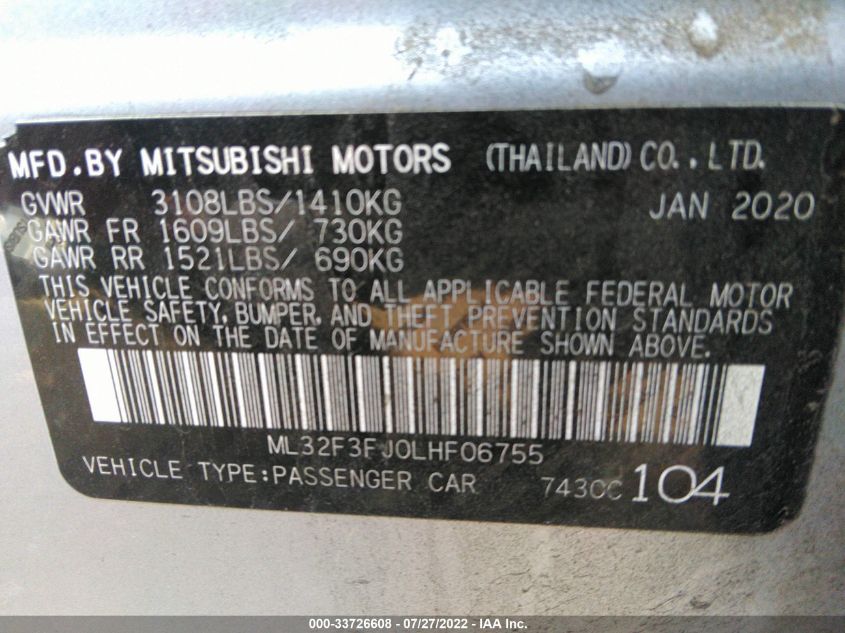 MFD.BY MITSUBISHI MOTORS (THAILAND) CO., LTD.
GVWR 3108LBS/1410KG JAN 2020
GAWR FR 1609LBS/ 730KG
GAWR RR 1521LBS/ 690KG
THIS VEHICLE CONFORMS TO ALL APPLICABLE FEDERAL MOTOR
VEHICLE SAFETY, BUMPER, AND THEFT PREVENTION STANDARDS
IN EFFECT ON THE DATE OF MANUFACTURE SHOWN ABOVE.
ML32F3FJ0LHF06755
VEHICLE TYPE:PASSENGER CAR 743CC 104
000-33726608 - 07/27/2022 - IAA Inc.